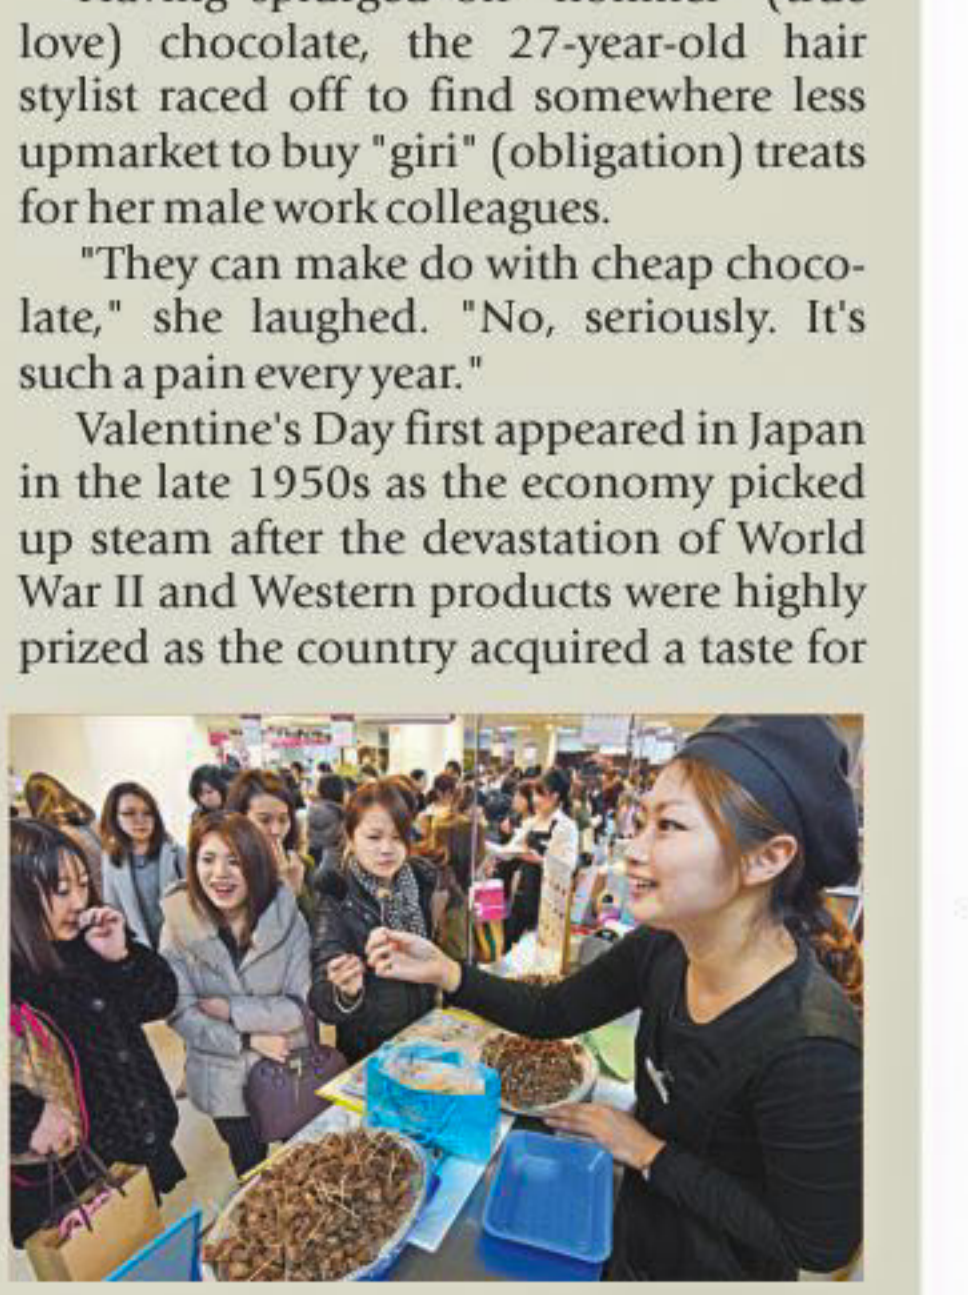 love) chocolate, the 27-year-old hair
stylist raced off to find somewhere less
upmarket to buy "giri" (obligation) treats
for her male work colleagues.
"They can make do with cheap choco-
late," she laughed. "No, seriously. It's
such a pain every year."
Valentine's Day first appeared in Japan
in the late 1950s as the economy picked
up steam after the devastation of World
War II and Western products were highly
prized as the country acquired a taste for